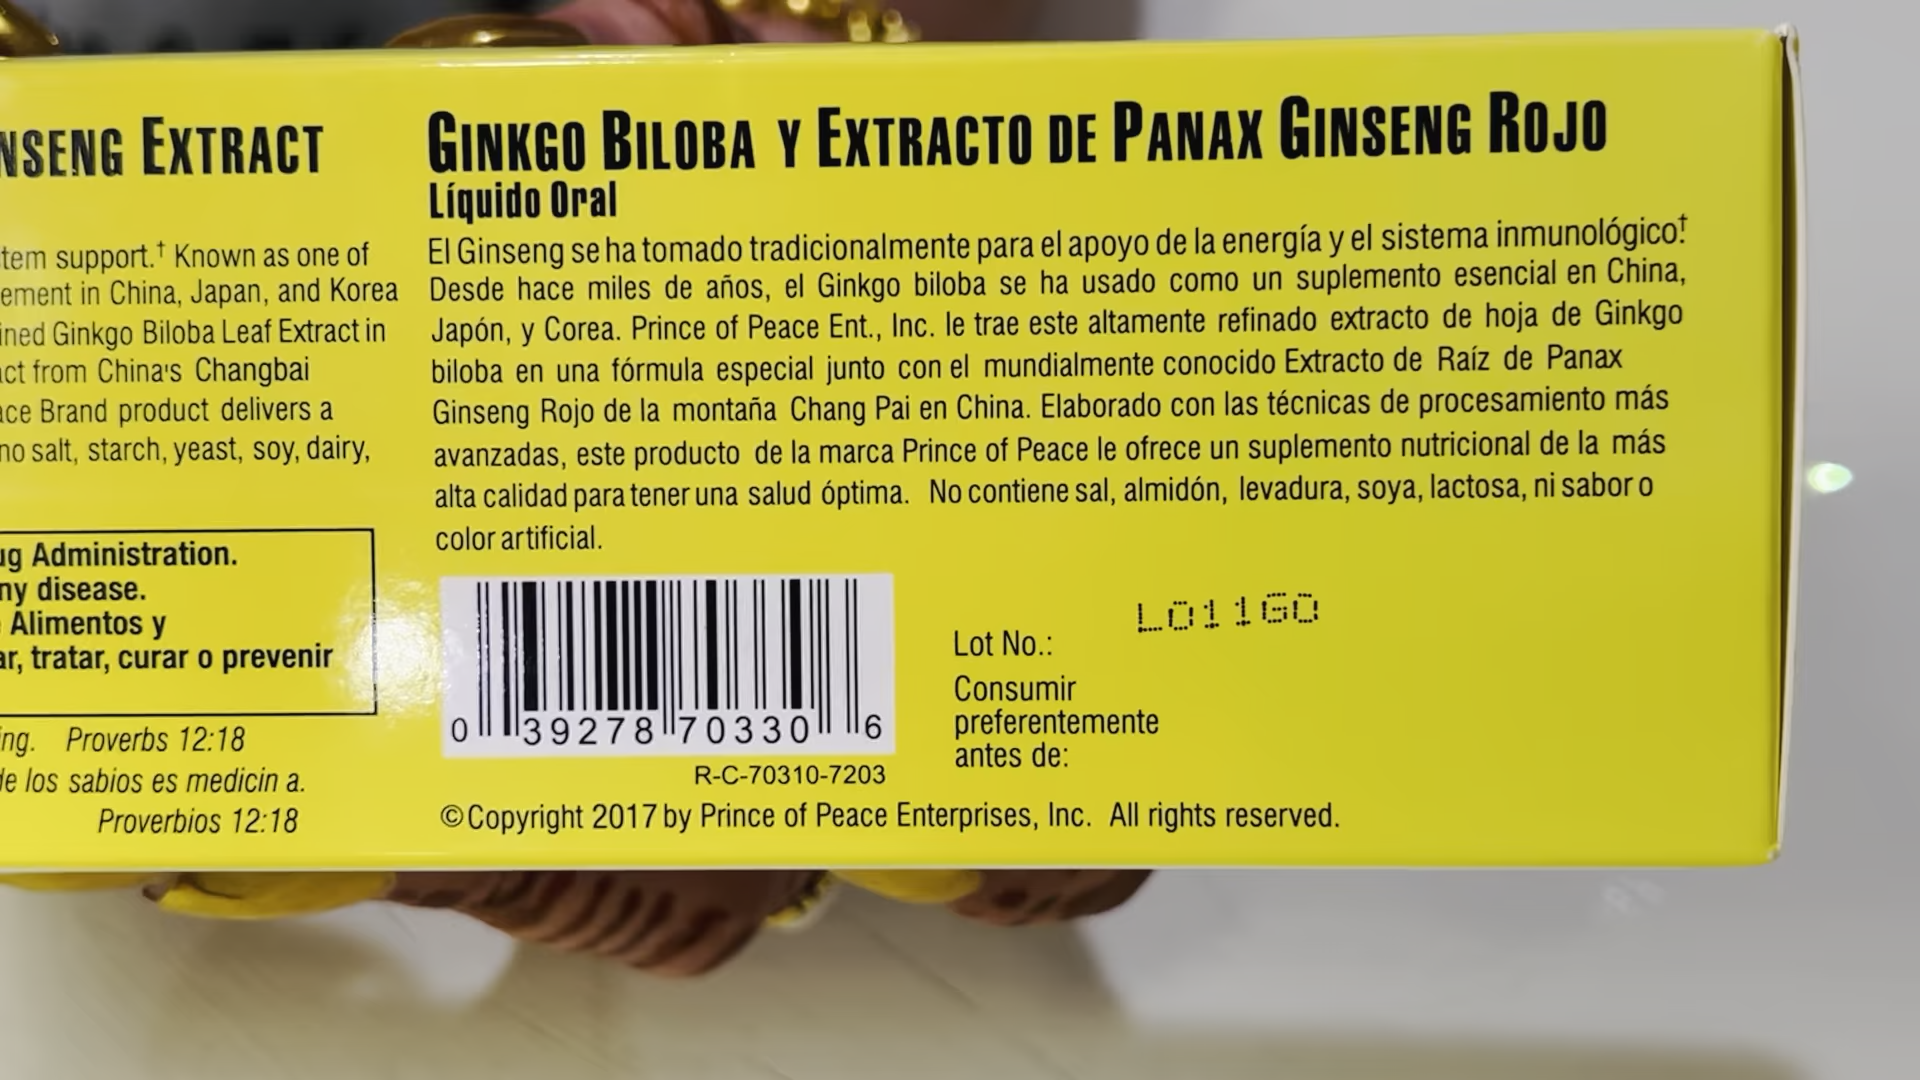 NSENG EXTRACT
tem support.† Known as one of
ement in China, Japan, and Korea
ined Ginkgo Biloba Leaf Extract in
act from China's Changbai
ace Brand product delivers a
no salt, starch, yeast, soy, dairy,
ug Administration.
ny disease.
Alimentos y
ar, tratar, curar o prevenir
ing. Proverbs 12:18
de los sabios es medicin a.
Proverbios 12:18
GINKGO BILOBA Y EXTRACTO DE PANAX GINSENG ROJO
Líquido Oral
El Ginseng se ha tomado tradicionalmente para el apoyo de la energía y el sistema inmunológico.†
Desde hace miles de años, el Ginkgo biloba se ha usado como un suplemento esencial en China,
Japón, y Corea. Prince of Peace Ent., Inc. le trae este altamente refinado extracto de hoja de Ginkgo
biloba en una fórmula especial junto con el mundialmente conocido Extracto de Raíz de Panax
Ginseng Rojo de la montaña Chang Pai en China. Elaborado con las técnicas de procesamiento más
avanzadas, este producto de la marca Prince of Peace le ofrece un suplemento nutricional de la más
alta calidad para tener una salud óptima. No contiene sal, almidón, levadura, soya, lactosa, ni sabor o
color artificial.
0 39278 70330 6
R-C-70310-7203
Lot No.: L011G0
Consumir
preferentemente
antes de:
©Copyright 2017 by Prince of Peace Enterprises, Inc. All rights reserved.